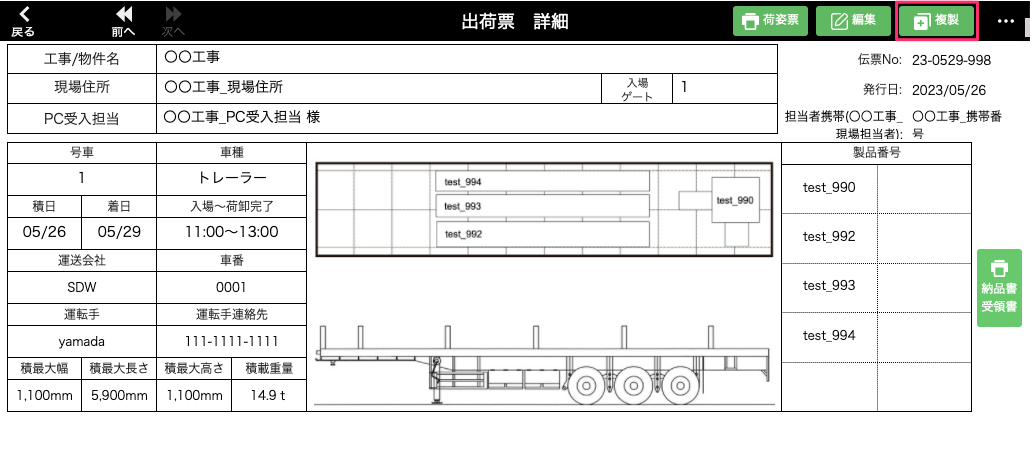 戻る 前へ 次へ 出荷票 詳細 荷姿票 編集 複製 ...
工事/物件名 〇〇工事
現場住所 〇〇工事_現場住所 入場
ゲート 1
PC受入担当 〇〇工事_PC受入担当 様
伝票No: 23-0529-998
発行日: 2023/05/26
担当者携帯(〇〇工事_ 〇〇工事_携帯番
現場担当者): 号
号車 車種
1 トレーラー
積日 着日 入場〜荷卸完了
05/26 05/29 11:00〜13:00
運送会社 車番
SDW 0001
運転手 運転手連絡先
yamada 111-1111-1111
積最大幅 積最大長さ 積最大高さ 積載重量
1,100mm 5,900mm 1,100mm 14.9 t
test_994
test_993
test_992
test_990
製品番号
test_990
test_992
test_993
test_994
納品書
受領書